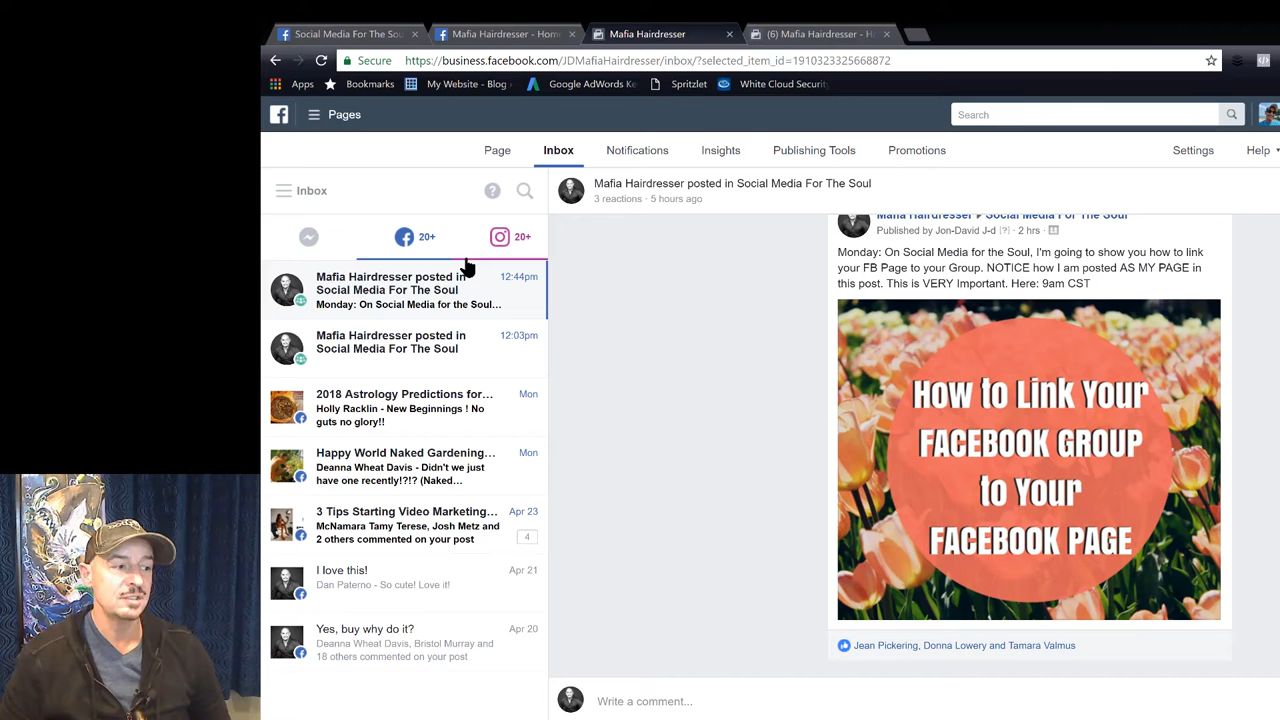 Social Media For The Sou
Mafia Hairdresser - Home
Mafia Hairdresser
(6) Mafia Hairdresser - H
Secure
https://business.facebook.com/JDMafiaHairdresser/inbox/?selected_item_id=1910323325668872
Apps
Bookmarks
My Website - Blog
Google AdWords Ke
Spritzlet
White Cloud Securit
Pages
Search
Page
Inbox
Notifications
Insights
Publishing Tools
Promotions
Settings
Help
Inbox
Mafia Hairdresser posted in Social Media For The Soul
3 reactions · 5 hours ago
20+
20+
Mafia Hairdresser posted in
Social Media For The Soul
12:44pm
Monday: On Social Media for the Soul...
Mafia Hairdresser posted in
Social Media For The Soul
12:03pm
2018 Astrology Predictions for...
Mon
Holly Racklin - New Beginnings ! No
guts no glory!!
Happy World Naked Gardening...
Mon
Deanna Wheat Davis - Didn't we just
have one recently!?!? (Naked...
3 Tips Starting Video Marketing...
Apr 23
McNamara Tamy Terese, Josh Metz and
2 others commented on your post
4
I love this!
Apr 21
Dan Paterno - So cute! Love it!
Yes, buy why do it?
Apr 20
Deanna Wheat Davis, Bristol Murray and
18 others commented on your post
Mafia Hairdresser ▸ Social Media For The Soul
Published by Jon-David J-d [?] · 2 hrs ·
Monday: On Social Media for the Soul, I'm going to show you how to link
your FB Page to your Group. NOTICE how I am posted AS MY PAGE in
this post. This is VERY Important. Here: 9am CST
How to Link Your
FACEBOOK GROUP
to Your
FACEBOOK PAGE
Jean Pickering, Donna Lowery and Tamara Valmus
Write a comment...